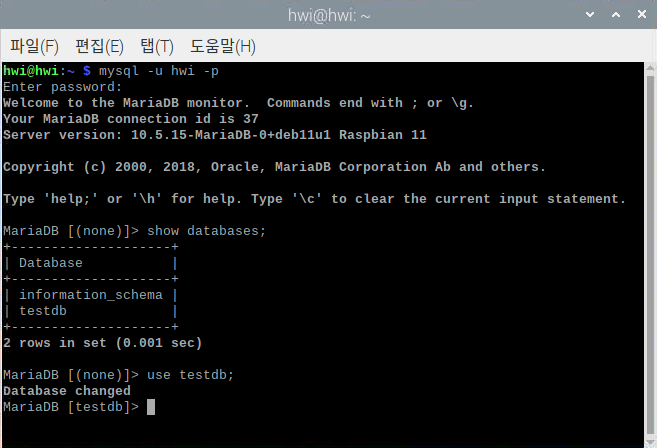 hwi@hwi: ~
파일(F) 편집(E) 탭(T) 도움말(H)
hwi@hwi:~ $ mysql -u hwi -p
Enter password:
Welcome to the MariaDB monitor.  Commands end with ; or \g.
Your MariaDB connection id is 37
Server version: 10.5.15-MariaDB-0+deb11u1 Raspbian 11
Copyright (c) 2000, 2018, Oracle, MariaDB Corporation Ab and others.
Type 'help;' or '\h' for help. Type '\c' to clear the current input statement.
MariaDB [(none)]> show databases;
+--------------------+
| Database           |
+--------------------+
| information_schema |
| testdb             |
+--------------------+
2 rows in set (0.001 sec)
MariaDB [(none)]> use testdb;
Database changed
MariaDB [testdb]>